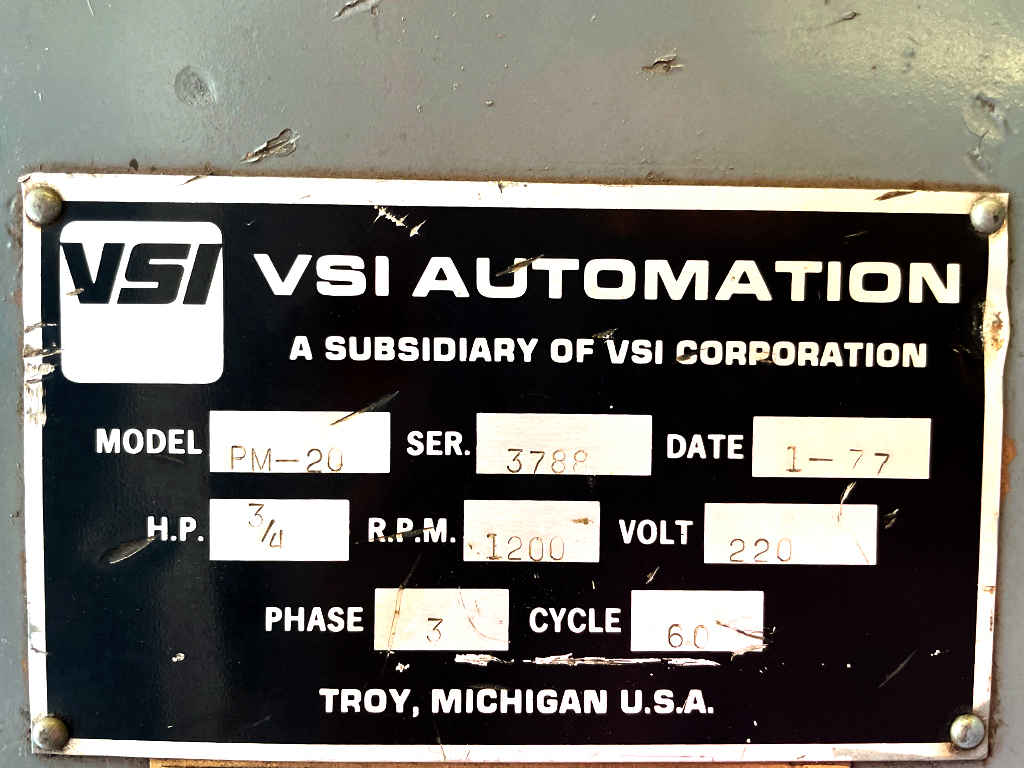 VSI VSI AUTOMATION
A SUBSIDIARY OF VSI CORPORATION
MODEL PM-20 SER. 3788 DATE 1-77
H.P. 3/4 R.P.M. 1200 VOLT 220
PHASE 3 CYCLE 60
TROY, MICHIGAN U.S.A.